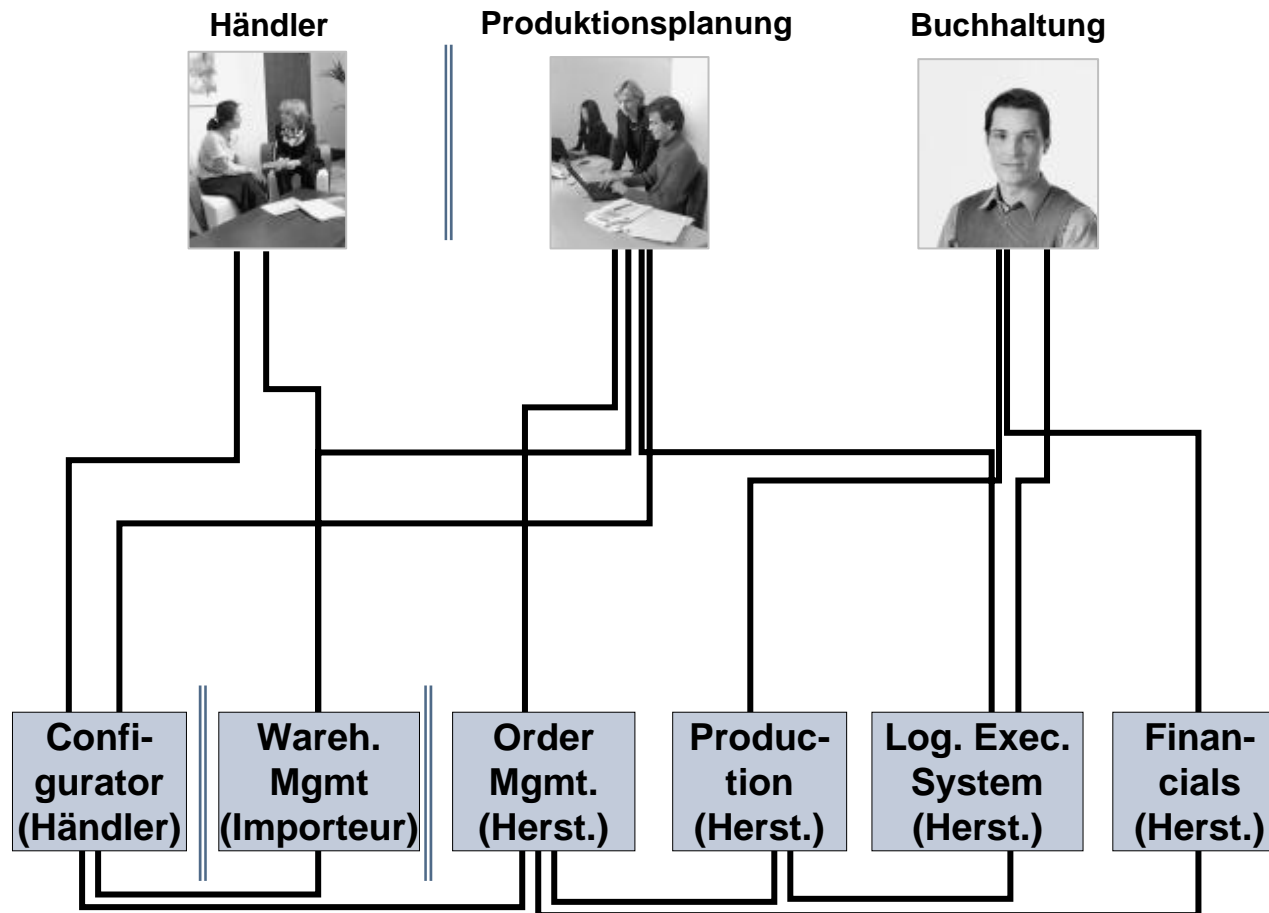 Händler
Produktionsplanung
Buchhaltung
Confi-
gurator
(Händler)
Wareh.
Mgmt
(Importeur)
Order
Mgmt.
(Herst.)
Produc-
tion
(Herst.)
Log. Exec.
System
(Herst.)
Finan-
cials
(Herst.)